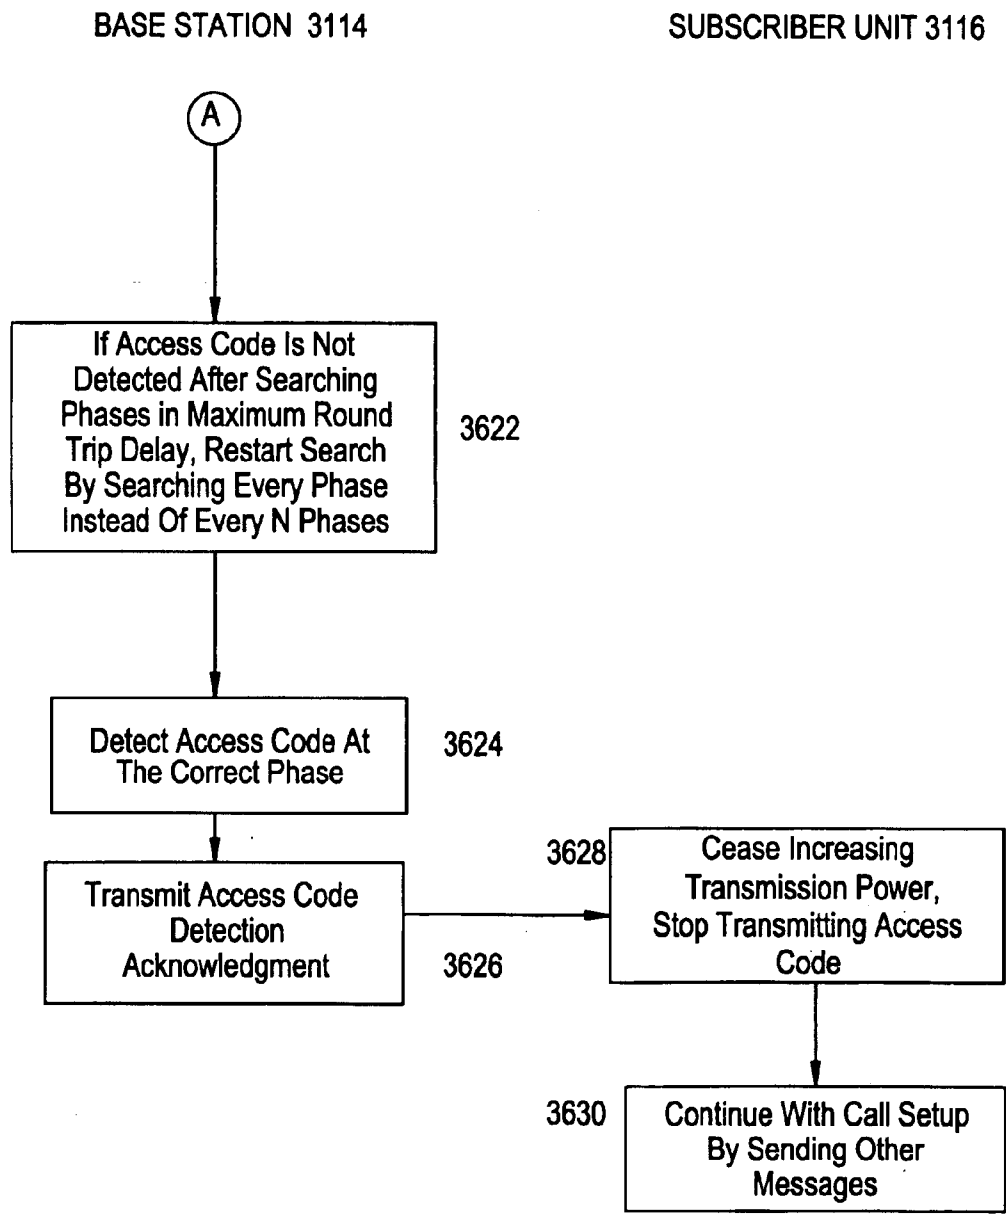 BASE STATION 3114
SUBSCRIBER UNIT 3116
A
If Access Code Is Not
Detected After Searching
Phases in Maximum Round
Trip Delay, Restart Search
By Searching Every Phase
Instead Of Every N Phases
3622
Detect Access Code At
The Correct Phase
3624
Transmit Access Code
Detection
Acknowledgment
3626
3628
Cease Increasing
Transmission Power,
Stop Transmitting Access
Code
3630
Continue With Call Setup
By Sending Other
Messages